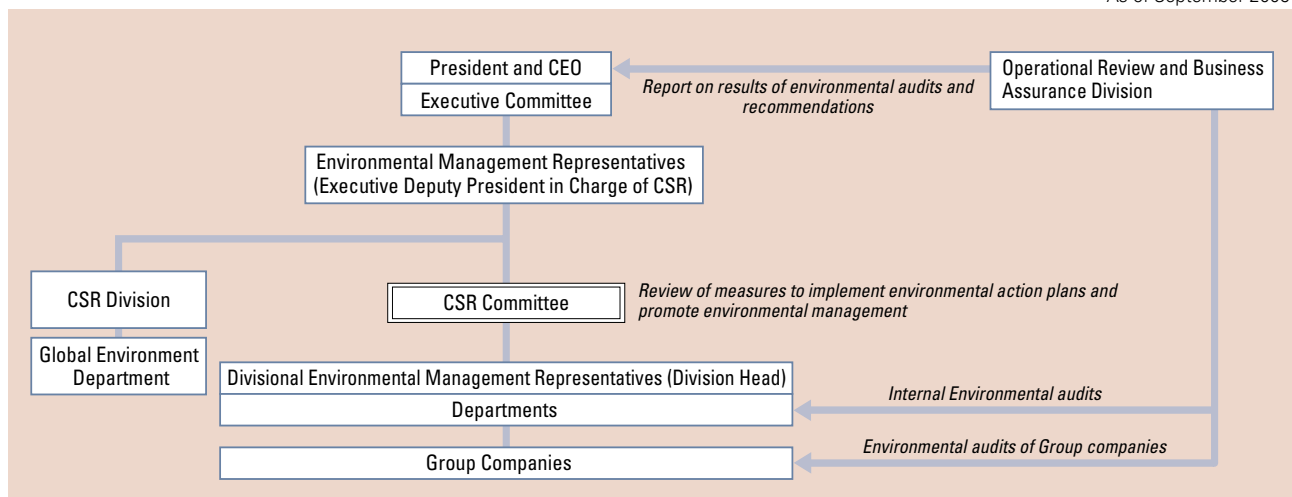 President and CEO
Executive Committee
Report on results of environmental audits and
recommendations
Operational Review and Business
Assurance Division
Environmental Management Representatives
(Executive Deputy President in Charge of CSR)
CSR Division
Global Environment
Department
CSR Committee
Review of measures to implement environmental action plans and
promote environmental management
Divisional Environmental Management Representatives (Division Head)
Departments
Internal Environmental audits
Group Companies
Environmental audits of Group companies